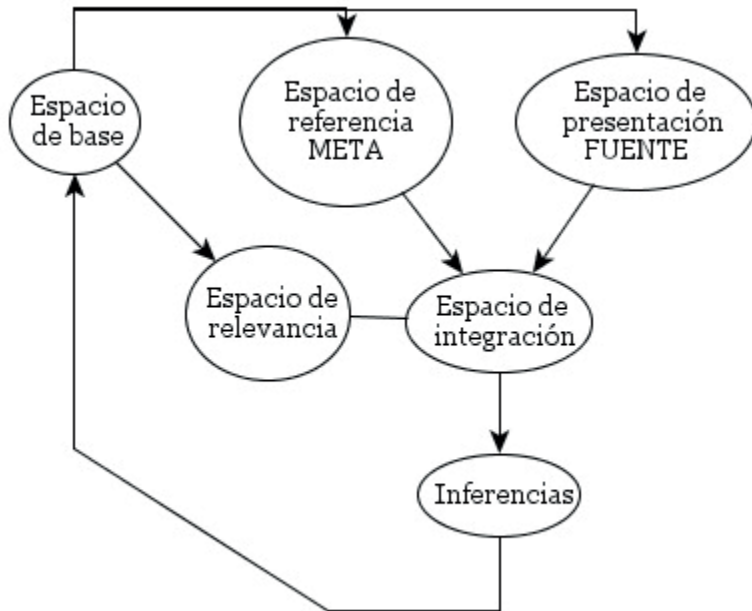 Espacio
de base
Espacio de
referencia
META
Espacio de
presentación
FUENTE
Espacio de
relevancia
Espacio de
integración
Inferencias